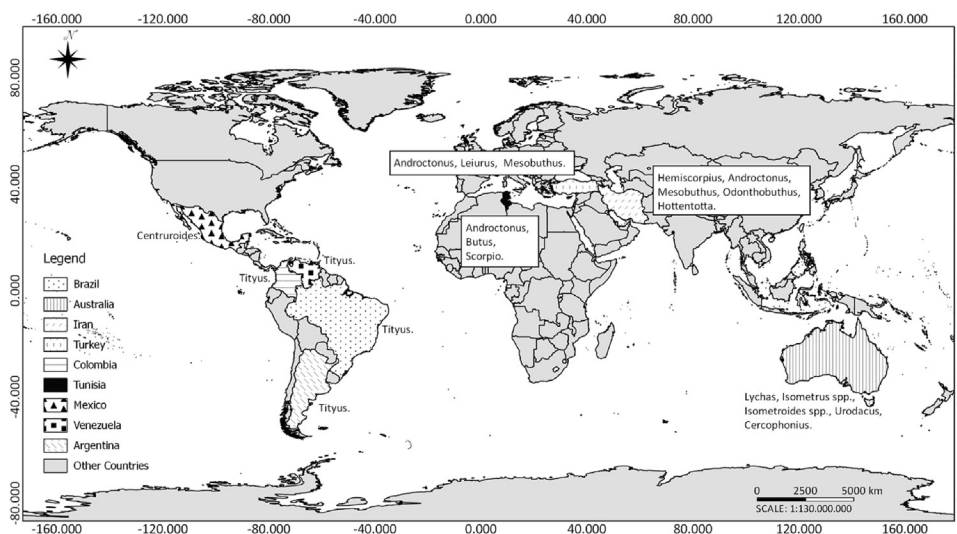 -160.000 -120.000 -80.000 -40.000 0.000 40.000 80.000 120.000 160.000
N
80.000
40.000
0.000
-40.000
-80.000
Androctonus, Leiurus, Mesobuthus.
Hemiscorpius, Androctonus,
Mesobuthus, Odonthobuthus,
Hottentotta.
Androctonus,
Butus,
Scorpio.
Centruroides.
Tityus.
Tityus.
Tityus.
Tityus.
Lychas, Isometrus spp.,
Isometroides spp., Urodacus,
Cercophonius.
Legend
Brazil
Australia
Iran
Turkey
Colombia
Tunisia
Mexico
Venezuela
Argentina
Other Countries
0 2500 5000 km
SCALE: 1:130.000.000
-160.000 -120.000 -80.000 -40.000 0.000 40.000 80.000 120.000 160.000